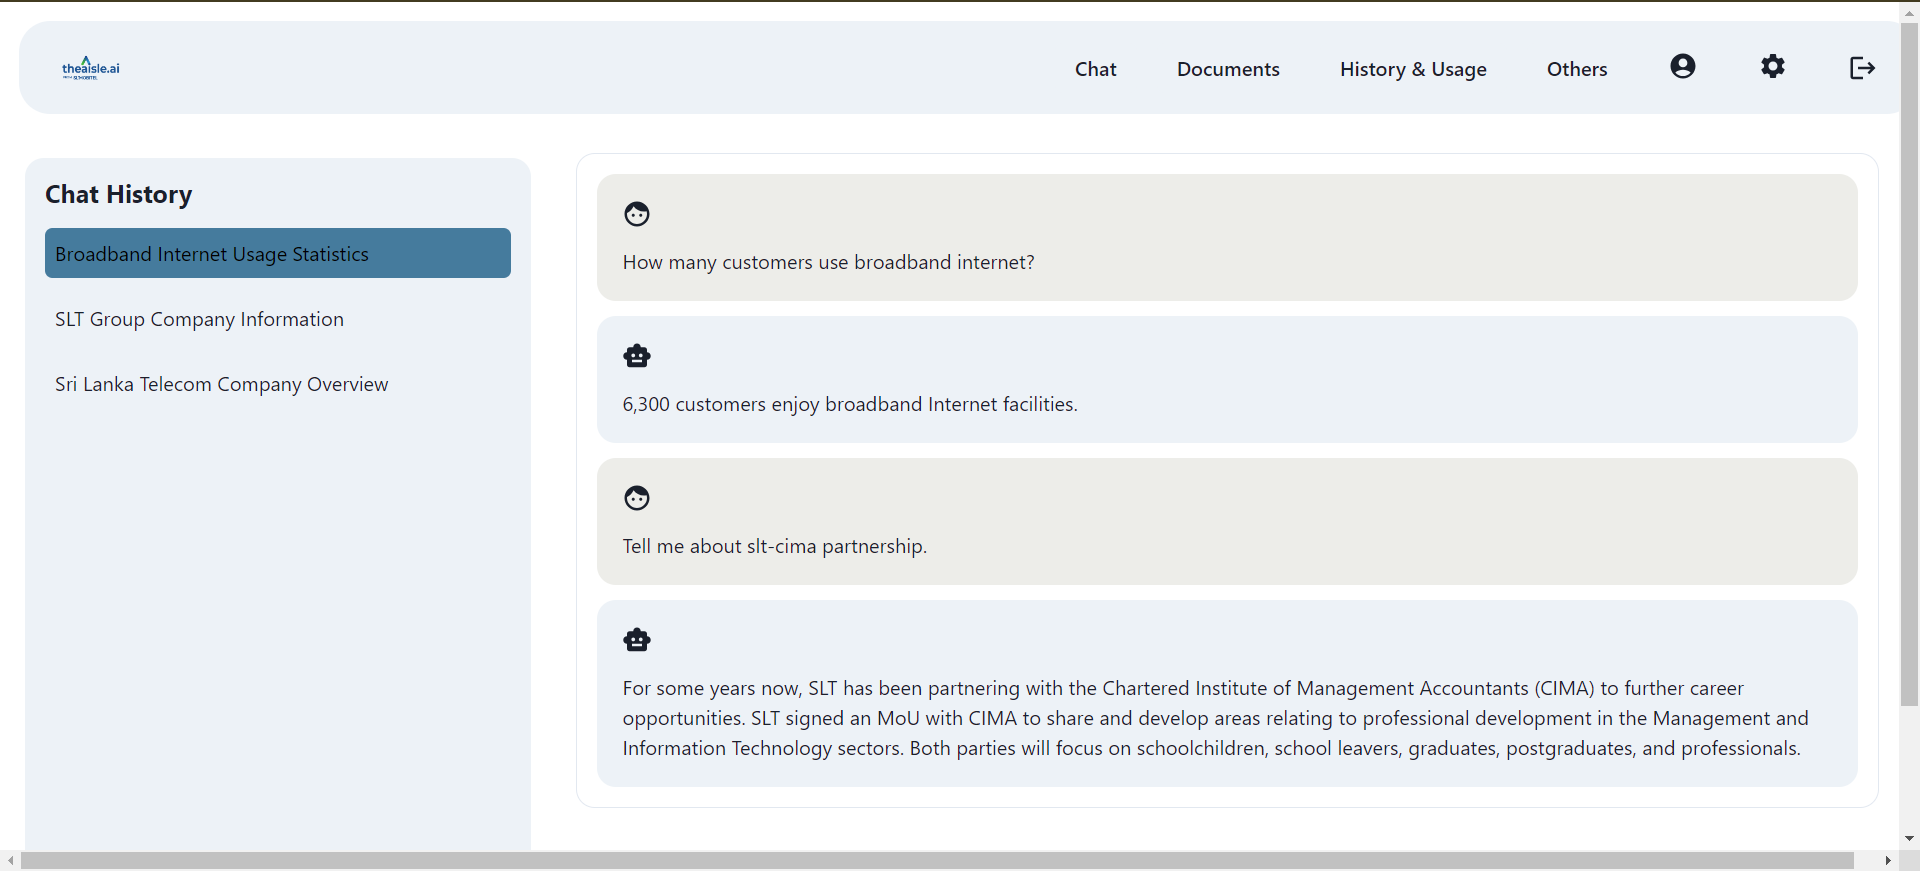 theaisle.ai
Chat
Documents
History & Usage
Others
Chat History
Broadband Internet Usage Statistics
SLT Group Company Information
Sri Lanka Telecom Company Overview
How many customers use broadband internet?
6,300 customers enjoy broadband Internet facilities.
Tell me about slt-cima partnership.
For some years now, SLT has been partnering with the Chartered Institute of Management Accountants (CIMA) to further career
opportunities. SLT signed an MoU with CIMA to share and develop areas relating to professional development in the Management and
Information Technology sectors. Both parties will focus on schoolchildren, school leavers, graduates, postgraduates, and professionals.